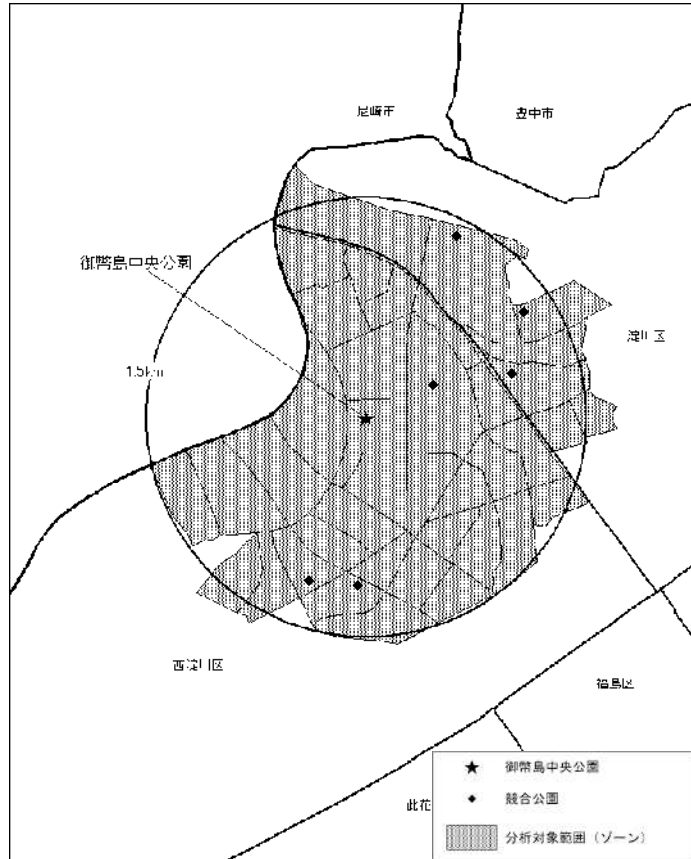 尼崎市
豊中市
御幣島中央公園
淀川区
1.5km
西淀川区
福島区
此花
御幣島中央公園
競合公園
分析対象範囲（ゾーン）